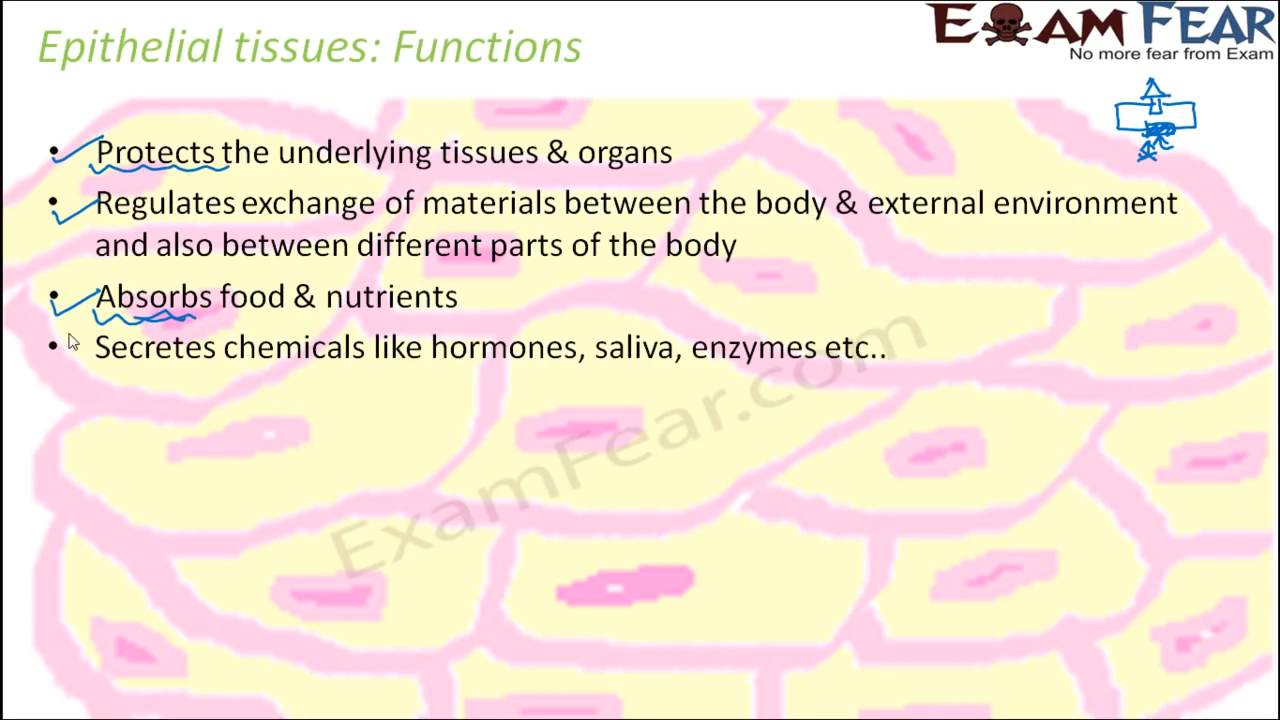 Epithelial tissues: Functions
EXAM FEAR
No more fear from Exam
• Protects the underlying tissues & organs
• Regulates exchange of materials between the body & external environment
and also between different parts of the body
• Absorbs food & nutrients
• Secretes chemicals like hormones, saliva, enzymes etc..
ExamFear.com